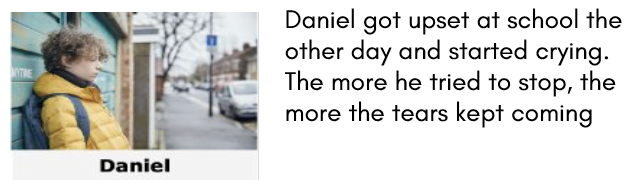 Daniel got upset at school the
other day and started crying.
The more he tried to stop, the
more the tears kept coming
Daniel